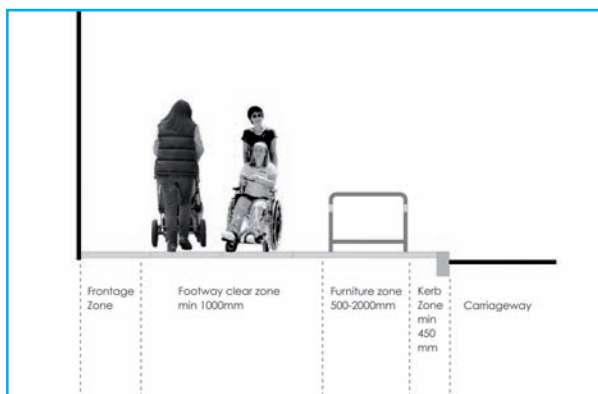 Frontage
Zone
Footway clear zone
min 1000mm
Furniture zone
500-2000mm
Kerb
Zone
min
450
mm
Carriageway